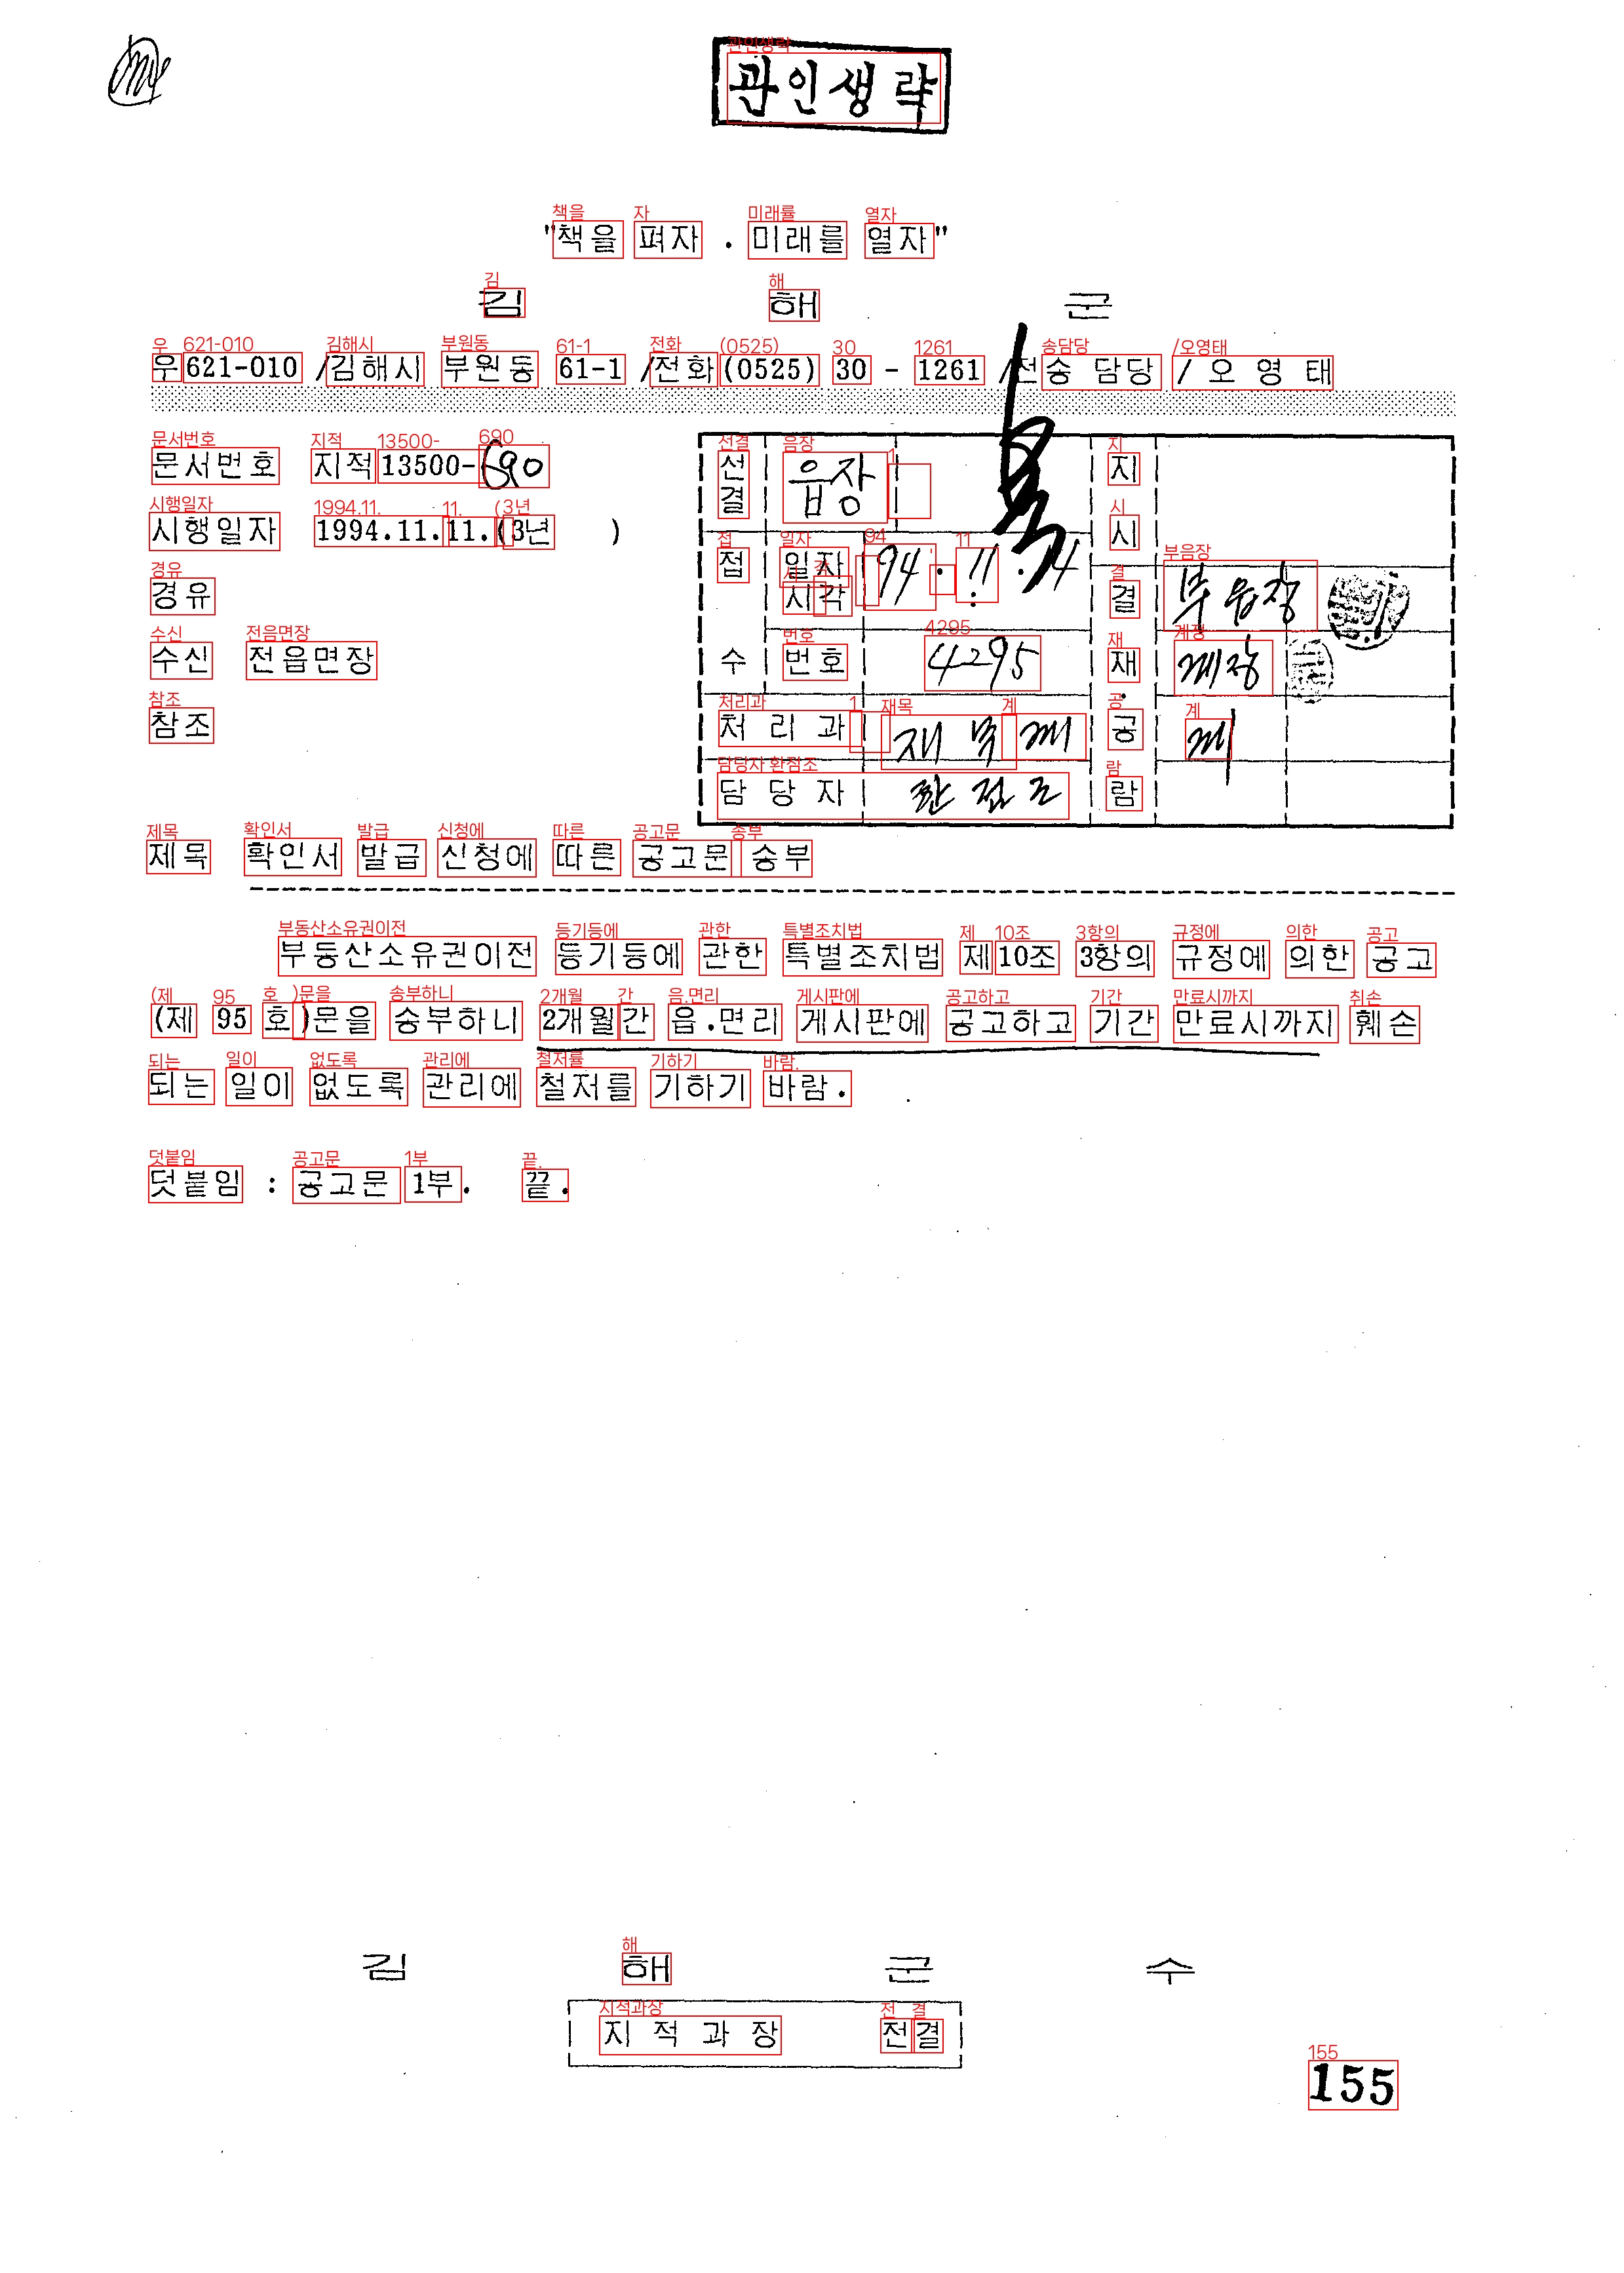 관인생략
"책을 펴자 . 미래를 열자"
김 해 군
우621-010 /김해시 부원동 61-1 /전화(0525) 30 - 1261 /전송 담당 / 오 영 태
문서번호 지적13500-690
시행일자 1994.11.11.(3년 )
경유
수신 전읍면장
참조
선결 읍장
접수 일자 시각 94 . 11 . 14 :
번호 4295
처 리 과 재 무 계
담 당 자
지시 결재 공람
부읍장
계장
계
제목 확인서 발급 신청에 따른 공고문 송부
부동산소유권이전 등기등에 관한 특별조치법 제10조 3항의 규정에 의한 공고
(제 95 호)문을 송부하니 2개월간 읍.면리 게시판에 공고하고 기간 만료시까지 훼손
되는 일이 없도록 관리에 철저를 기하기 바람.
덧붙임 : 공고문 1부. 끝.
김 해 군 수
지 적 과 장 전결
155